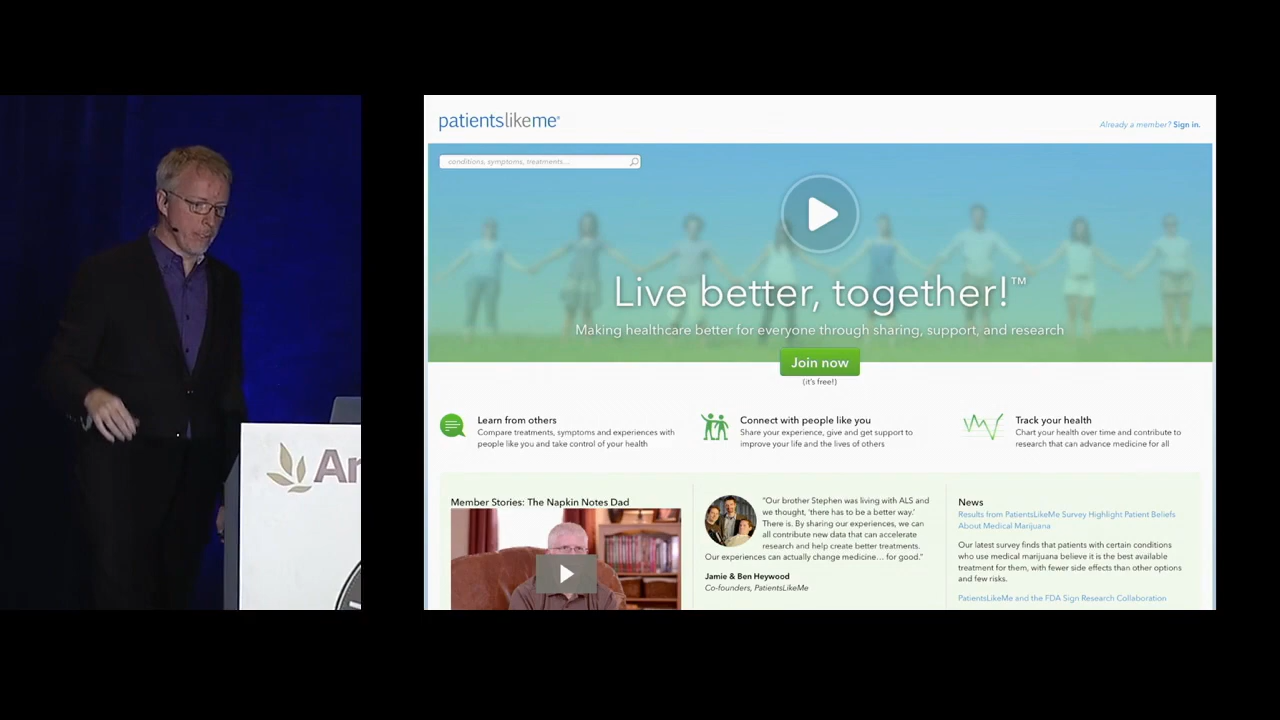 patientslikeme®
Already a member? Sign in.
conditions, symptoms, treatments...
Live better, together!™
Making healthcare better for everyone through sharing, support, and research
Join now
(it's free!)
Learn from others
Compare treatments, symptoms and experiences with
people like you and take control of your health
Connect with people like you
Share your experience, give and get support to
improve your life and the lives of others
Track your health
Chart your health over time and contribute to
research that can advance medicine for all
Member Stories: The Napkin Notes Dad
"Our brother Stephen was living with ALS and
we thought, 'there has to be a better way.'
There is. By sharing our experiences, we can
all contribute new data that can accelerate
research and help create better treatments.
Our experiences can actually change medicine... for good."
Jamie & Ben Heywood
Co-founders, PatientsLikeMe
News
Results from PatientsLikeMe Survey Highlight Patient Beliefs
About Medical Marijuana
Our latest survey finds that patients with certain conditions
who use medical marijuana believe it is the best available
treatment for them, with fewer side effects than other options
and few risks.
PatientsLikeMe and the FDA Sign Research Collaboration
Ar